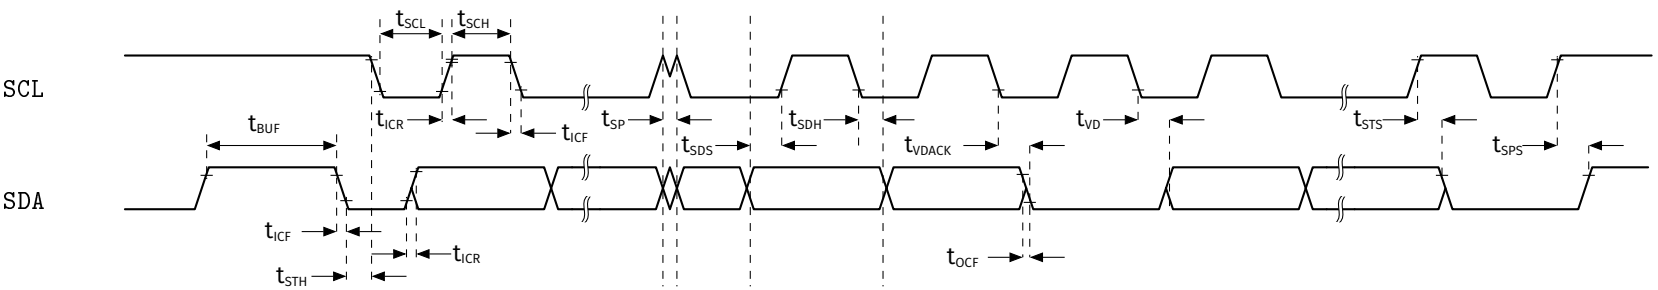 tSCL tSCH
SCL
tICR tICF tSP tSDH tVD tSTS
tBUF tSDS tVDACK tSPS
SDA
tICF tICR tOCF
tSTH